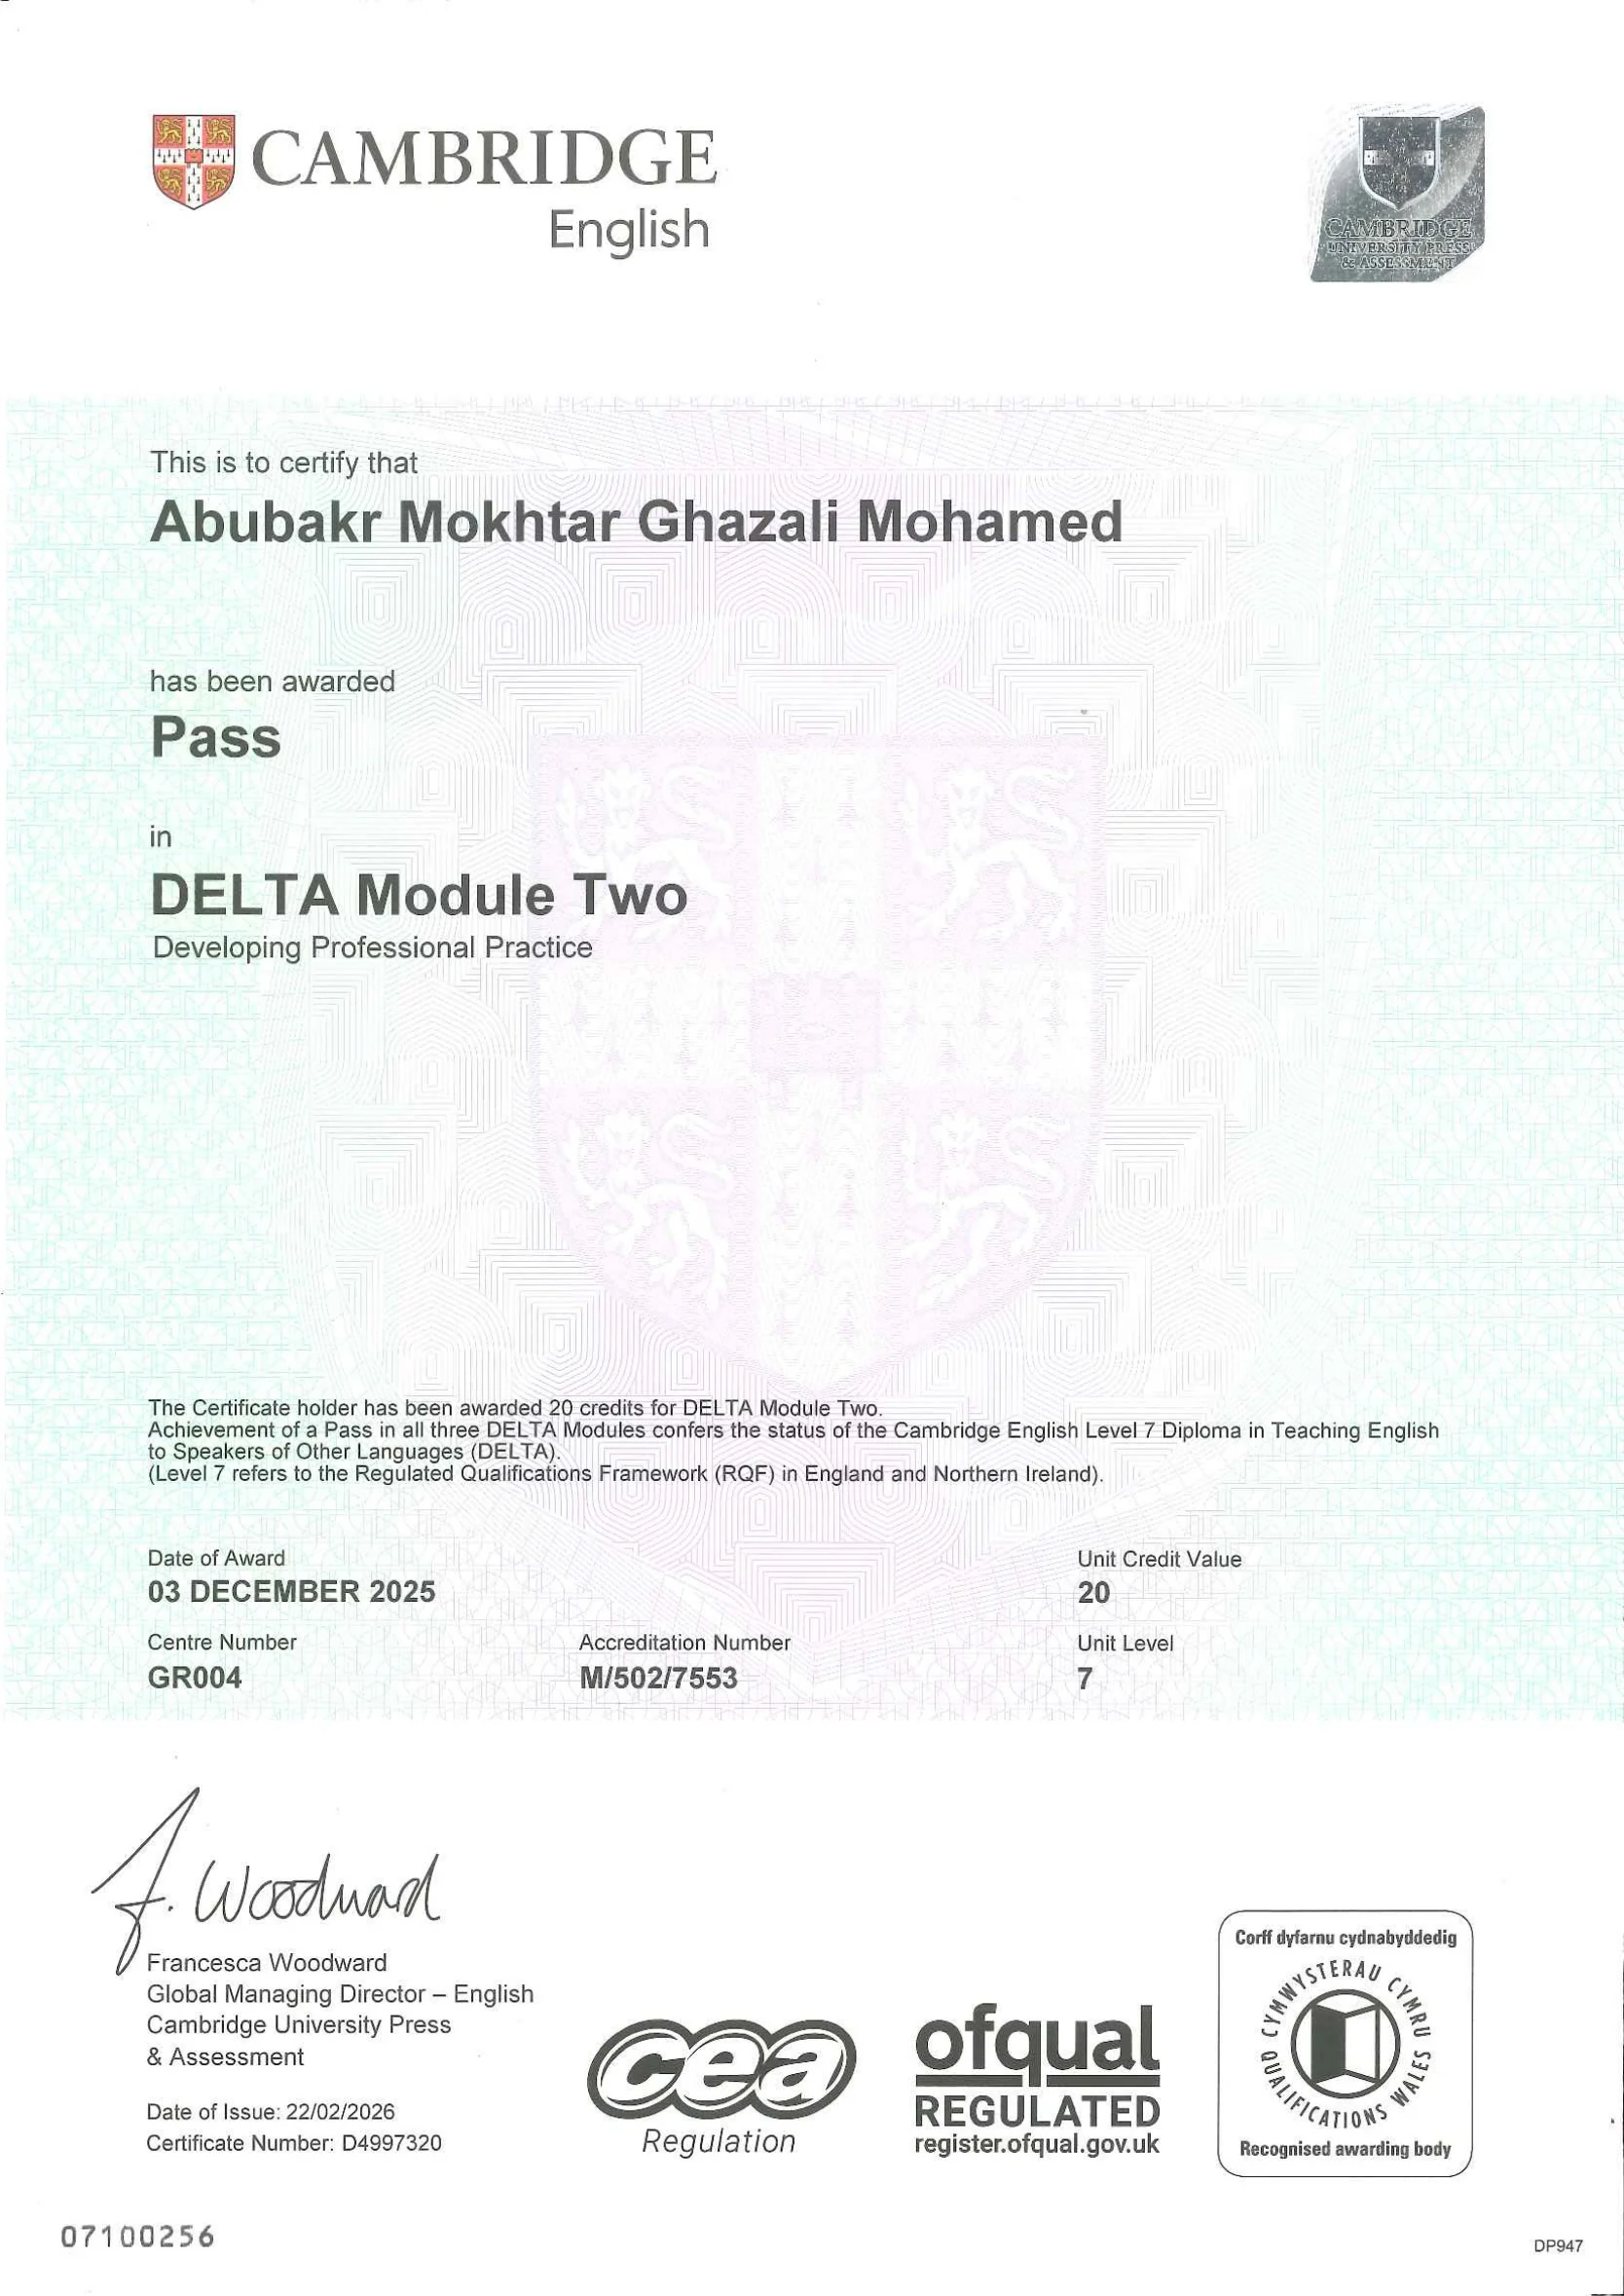 CAMBRIDGE
English
CAMBRIDGE
UNIVERSITY PRESS
& ASSESSMENT
This is to certify that
Abubakr Mokhtar Ghazali Mohamed
has been awarded
Pass
in
DELTA Module Two
Developing Professional Practice
The Certificate holder has been awarded 20 credits for DELTA Module Two.
Achievement of a Pass in all three DELTA Modules confers the status of the Cambridge English Level 7 Diploma in Teaching English
to Speakers of Other Languages (DELTA).
(Level 7 refers to the Regulated Qualifications Framework (RQF) in England and Northern Ireland).
Date of Award
Unit Credit Value
03 DECEMBER 2025
20
Centre Number
Accreditation Number
Unit Level
GR004
M/502/7553
7
F. Woodward
Francesca Woodward
Global Managing Director – English
Cambridge University Press
& Assessment
Date of Issue: 22/02/2026
Certificate Number: D4997320
cea
Regulation
ofqual
REGULATED
register.ofqual.gov.uk
Corff dyfarnu cydnabyddedig
CYMWYSTERAU CYMRU
QUALIFICATIONS WALES
Recognised awarding body
07100256
DP947